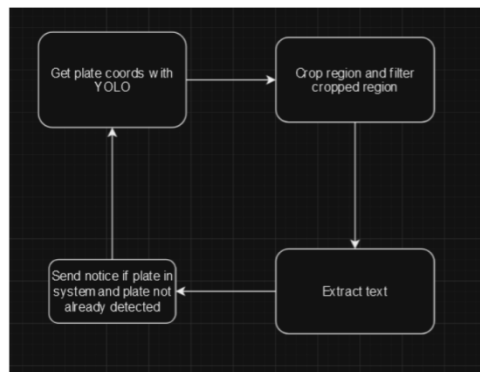 Get plate coords with
YOLO
Crop region and filter
cropped region
Extract text
Send notice if plate in
system and plate not
already detected